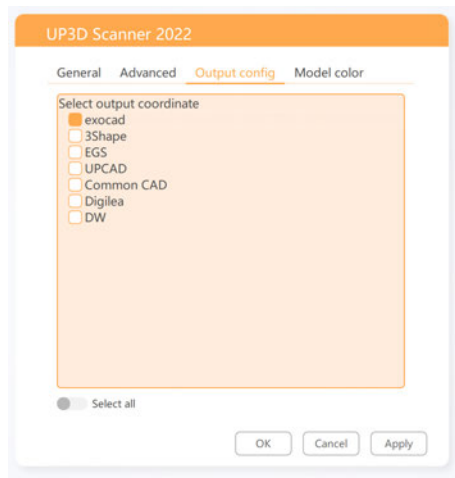 UP3D Scanner 2022
General Advanced Output config Model color
Select output coordinate
exocad
3Shape
EGS
UPCAD
Common CAD
Digilea
DW
Select all
OK Cancel Apply